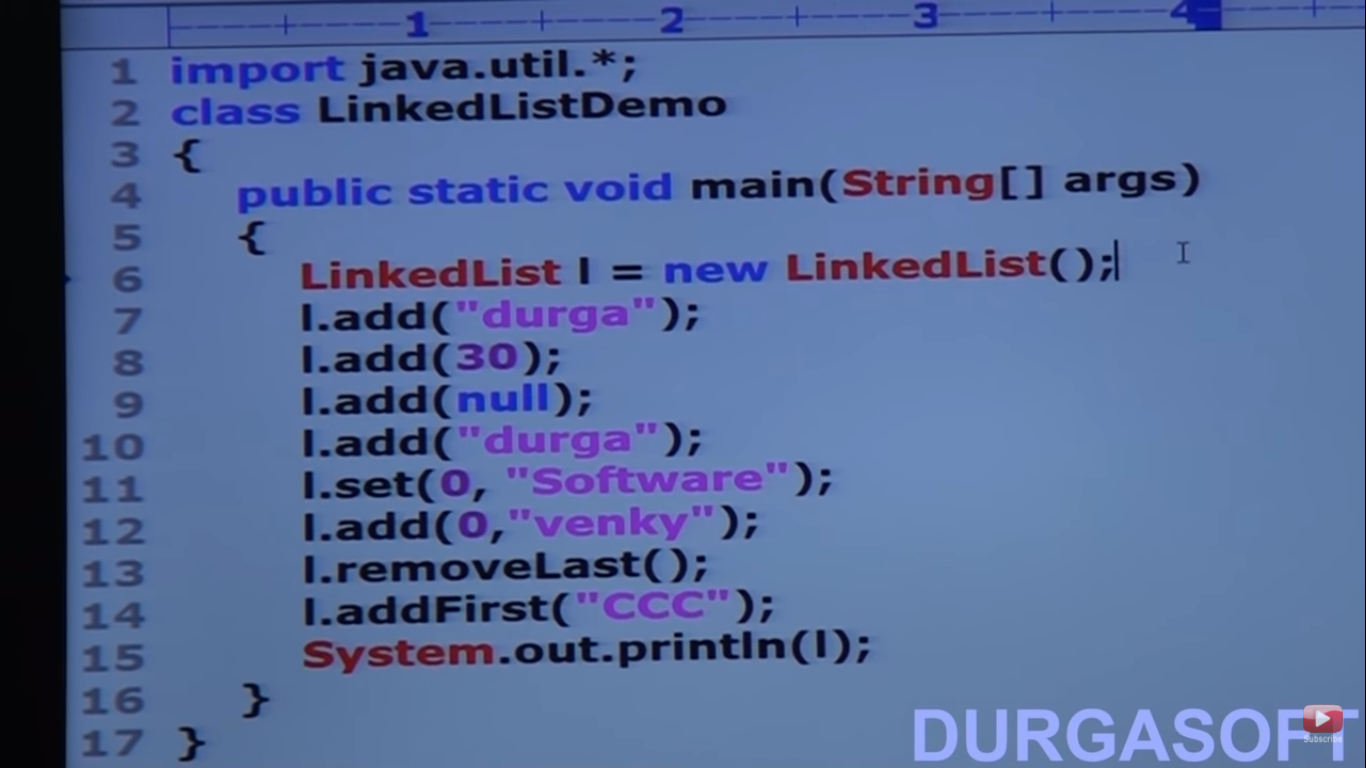 1 2 3 4
1 import java.util.*;
2 class LinkedListDemo
3 {
4 public static void main(String[] args)
5 {
6 LinkedList l = new LinkedList();
7 l.add("durga");
8 l.add(30);
9 l.add(null);
10 l.add("durga");
11 l.set(0, "Software");
12 l.add(0,"venky");
13 l.removeLast();
14 l.addFirst("CCC");
15 System.out.println(l);
16 }
17 }
DURGASOFT
Subscribe